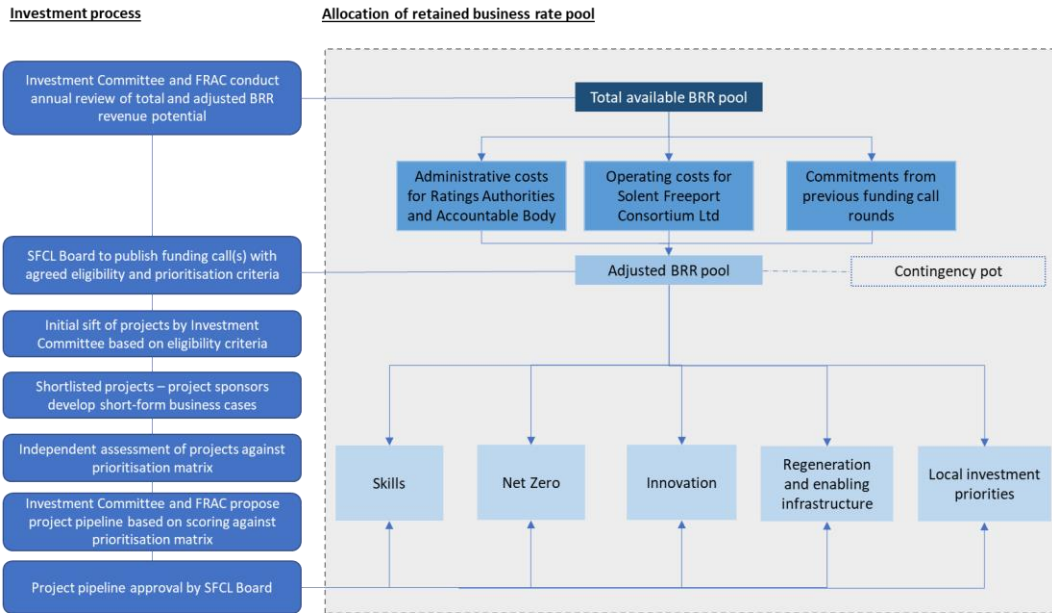 Investment process
Allocation of retained business rate pool
Investment Committee and FRAC conduct
annual review of total and adjusted BRR
revenue potential
SFCL Board to publish funding call(s) with
agreed eligibility and prioritisation criteria
Initial sift of projects by Investment
Committee based on eligibility criteria
Shortlisted projects – project sponsors
develop short-form business cases
Independent assessment of projects against
prioritisation matrix
Investment Committee and FRAC propose
project pipeline based on scoring against
prioritisation matrix
Project pipeline approval by SFCL Board
Total available BRR pool
Administrative costs
for Ratings Authorities
and Accountable Body
Operating costs for
Solent Freeport
Consortium Ltd
Commitments from
previous funding call
rounds
Adjusted BRR pool
Contingency pot
Skills
Net Zero
Innovation
Regeneration
and enabling
infrastructure
Local investment
priorities